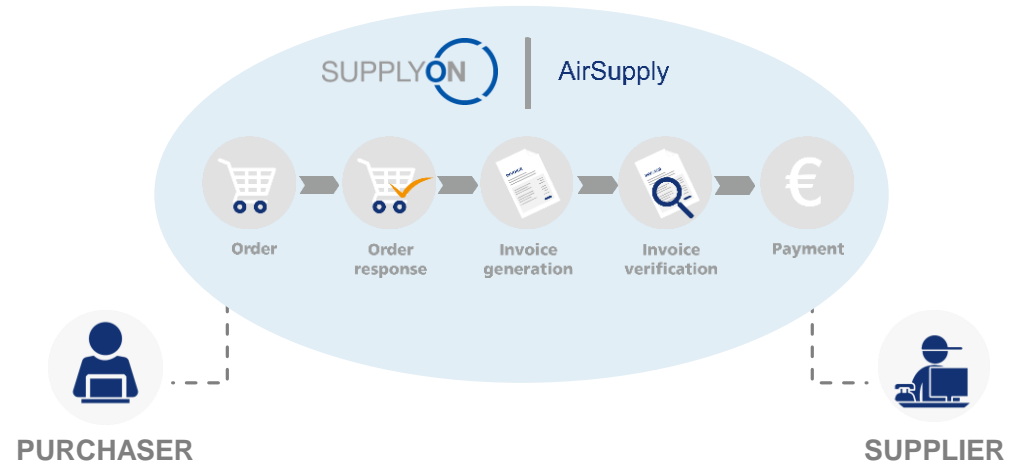 SUPPLYON
AirSupply
€
Order
Order
response
Invoice
generation
Invoice
verification
Payment
PURCHASER
SUPPLIER